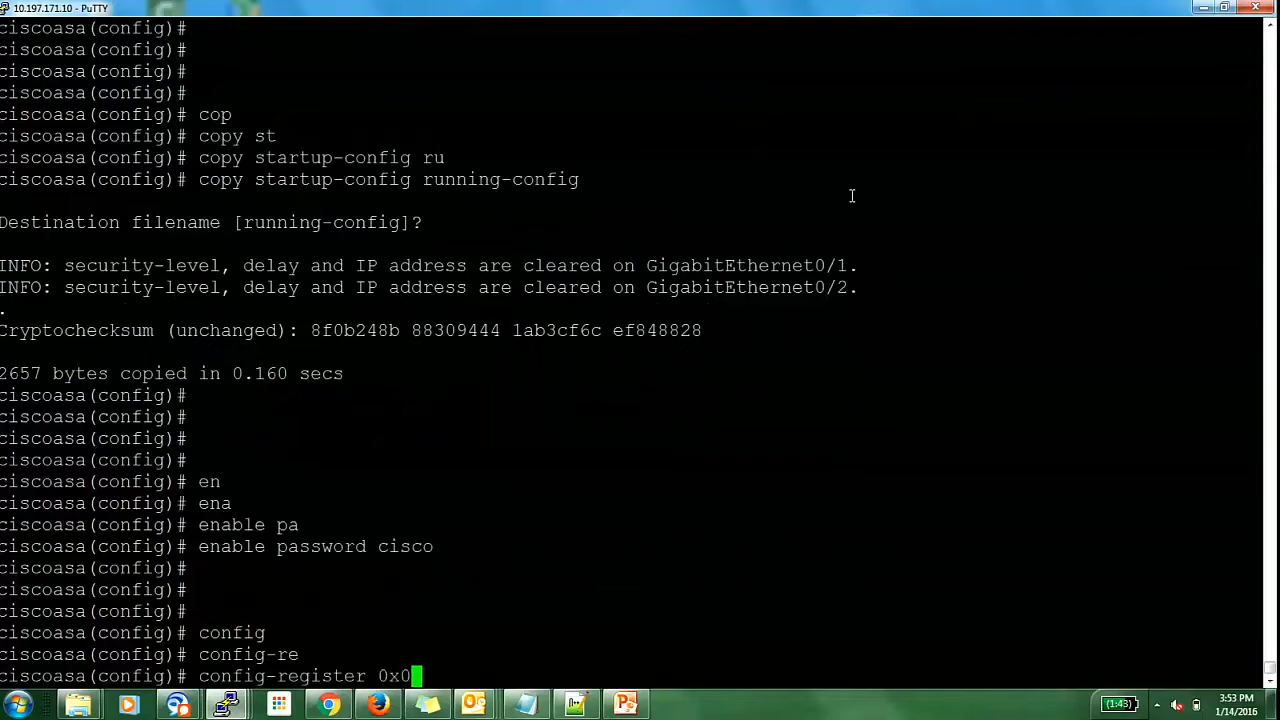 10.197.171.10 - PuTTY
ciscoasa(config)#
ciscoasa(config)#
ciscoasa(config)#
ciscoasa(config)#
ciscoasa(config)# cop
ciscoasa(config)# copy st
ciscoasa(config)# copy startup-config ru
ciscoasa(config)# copy startup-config running-config
Destination filename [running-config]?
INFO: security-level, delay and IP address are cleared on GigabitEthernet0/1.
INFO: security-level, delay and IP address are cleared on GigabitEthernet0/2.
.
Cryptochecksum (unchanged): 8f0b248b 88309444 1ab3cf6c ef848828
2657 bytes copied in 0.160 secs
ciscoasa(config)#
ciscoasa(config)#
ciscoasa(config)#
ciscoasa(config)#
ciscoasa(config)# en
ciscoasa(config)# ena
ciscoasa(config)# enable pa
ciscoasa(config)# enable password cisco
ciscoasa(config)#
ciscoasa(config)#
ciscoasa(config)#
ciscoasa(config)# config
ciscoasa(config)# config-re
ciscoasa(config)# config-register 0x0
(1:43)
3:53 PM
1/14/2016